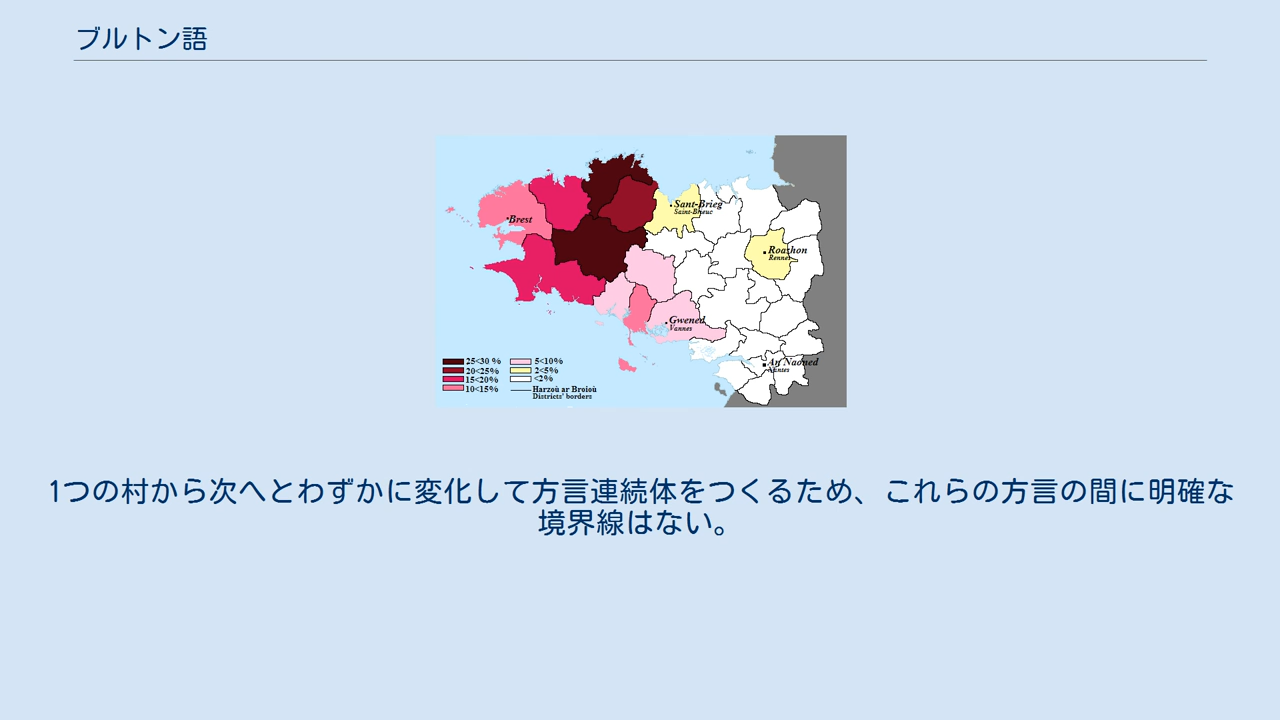 ブルトン語
Sant-Brieg
Saint-Brieuc
Brest
Roazhon
Rennes
Gwened
Vannes
An Naoned
Nantes
25<30 %
20<25%
15<20%
10<15%
5<10%
2<5%
<2%
Harzoù ar Broioù
Districts' borders
1つの村から次へとわずかに変化して方言連続体をつくるため、これらの方言の間に明確な
境界線はない。